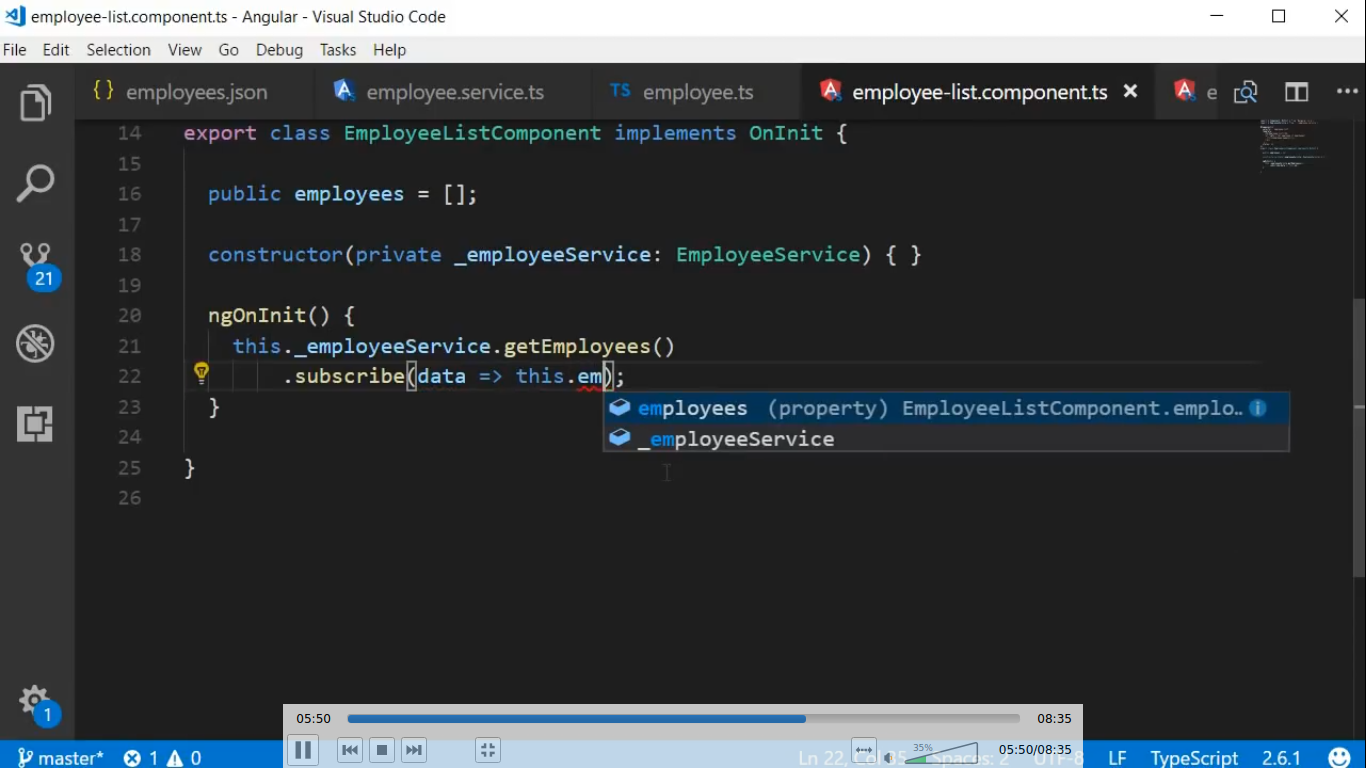 employee-list.component.ts - Angular - Visual Studio Code
File Edit Selection View Go Debug Tasks Help
{} employees.json employee.service.ts TS employee.ts employee-list.component.ts e
14 export class EmployeeListComponent implements OnInit {
15
16 public employees = [];
17
18 constructor(private _employeeService: EmployeeService) { }
19
20 ngOnInit() {
21 this._employeeService.getEmployees()
22 .subscribe(data => this.em);
23 }
employees (property) EmployeeListComponent.emplo..
24
_employeeService
25 }
26
21
1
05:50 08:35
35% 05:50/08:35
master* 1 0 Ln 22, Col 35 Spaces: 2 UTF-8 LF TypeScript 2.6.1